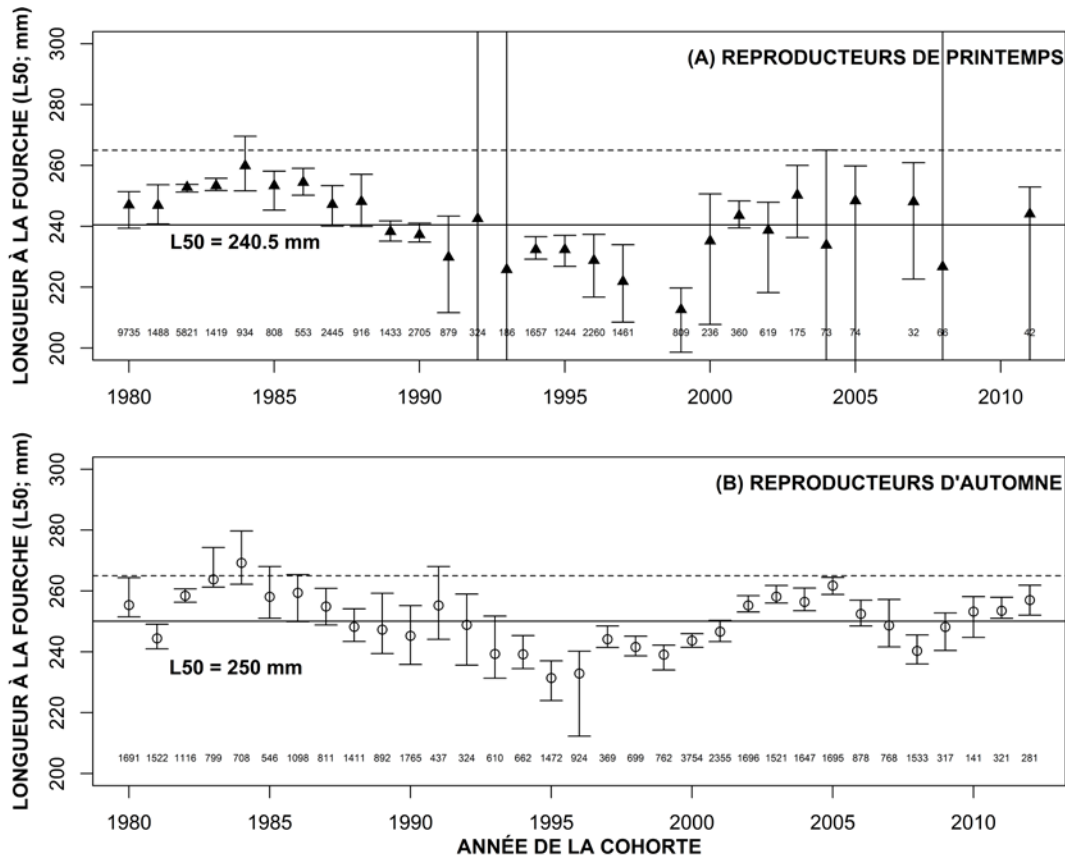 (A) REPRODUCTEURS DE PRINTEMPS
LONGUEUR À LA FOURCHE (L50; mm)
300
280
260
240
220
200
L50 = 240.5 mm
9735 1488 5821 1419 934 808 553 2445 916 1433 2705 879 324 186 1657 1244 2260 1461 809 236 360 619 175 73 74 32 66 42
1980 1985 1990 1995 2000 2005 2010
(B) REPRODUCTEURS D'AUTOMNE
LONGUEUR À LA FOURCHE (L50; mm)
300
280
260
240
220
200
L50 = 250 mm
1691 1522 1116 799 708 546 1098 811 1411 892 1765 437 324 610 662 1472 924 369 699 762 3754 2355 1696 1521 1647 1695 878 768 1533 317 141 321 281
1980 1985 1990 1995 2000 2005 2010
ANNÉE DE LA COHORTE